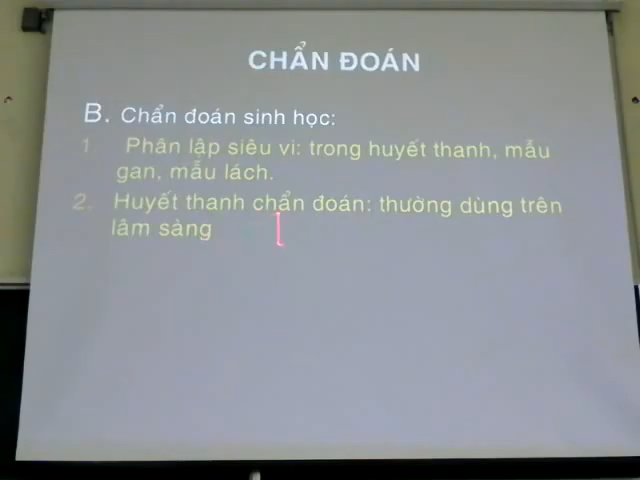 CHẨN ĐOÁN
B. Chẩn đoán sinh học:
1 Phân lập siêu vi: trong huyết thanh, mẫu
gan, mẫu lách.
2. Huyết thanh chẩn đoán: thường dùng trên
lâm sàng